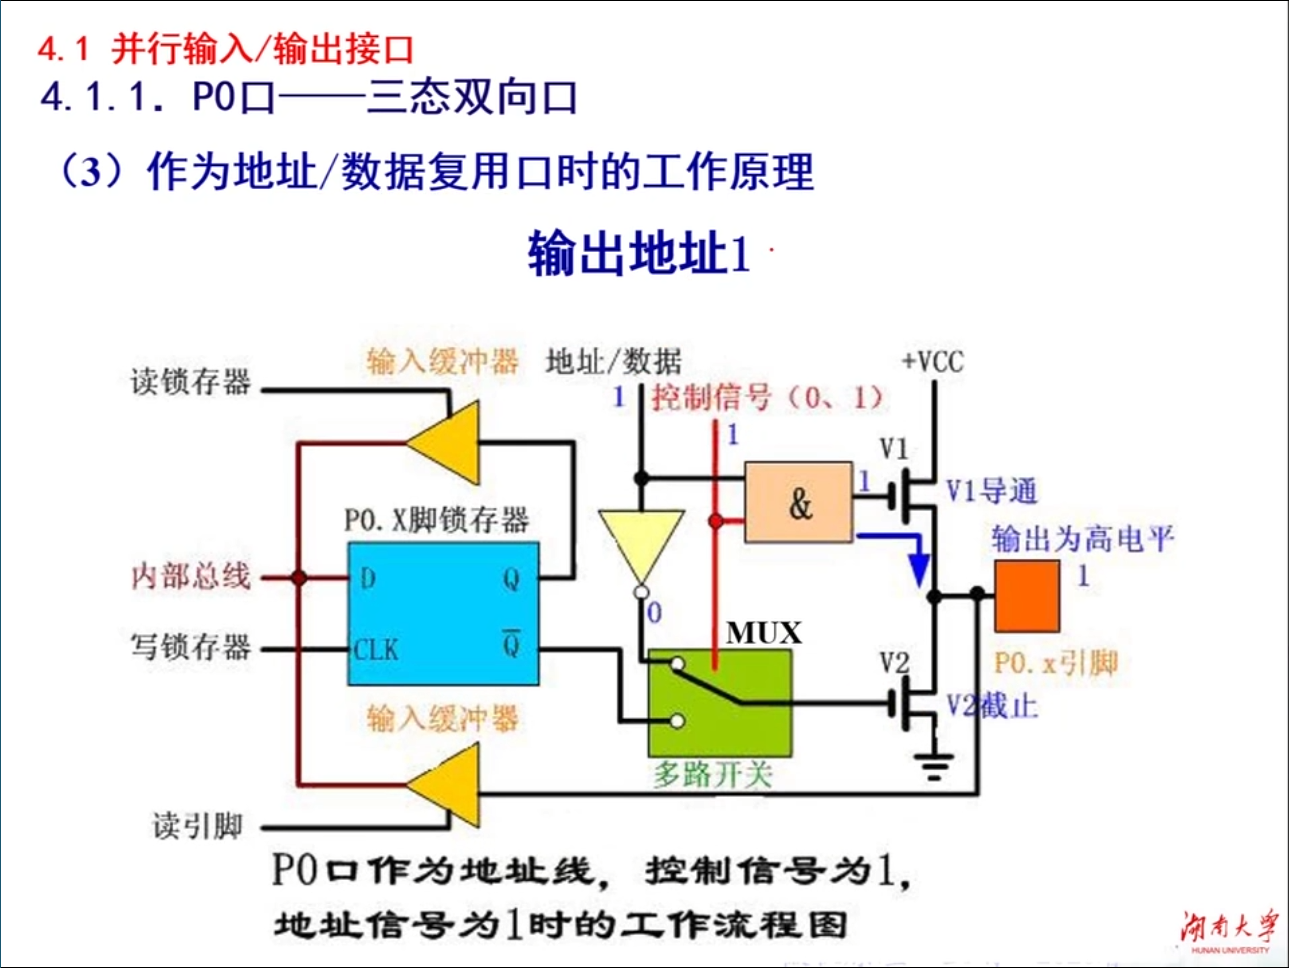 4.1 并行输入/输出接口
4.1.1. P0口——三态双向口
（3）作为地址/数据复用口时的工作原理
输出地址1
输入缓冲器
地址/数据
+VCC
读锁存器
1
控制信号（0、1）
1
V1
&
1
V1导通
P0.X脚锁存器
输出为高电平
1
内部总线
D
Q
0
MUX
写锁存器
CLK
Q̅
V2
P0.x引脚
V2截止
输入缓冲器
多路开关
读引脚
P0口作为地址线，控制信号为1，
地址信号为1时的工作流程图
湖南大学
HUNAN UNIVERSITY